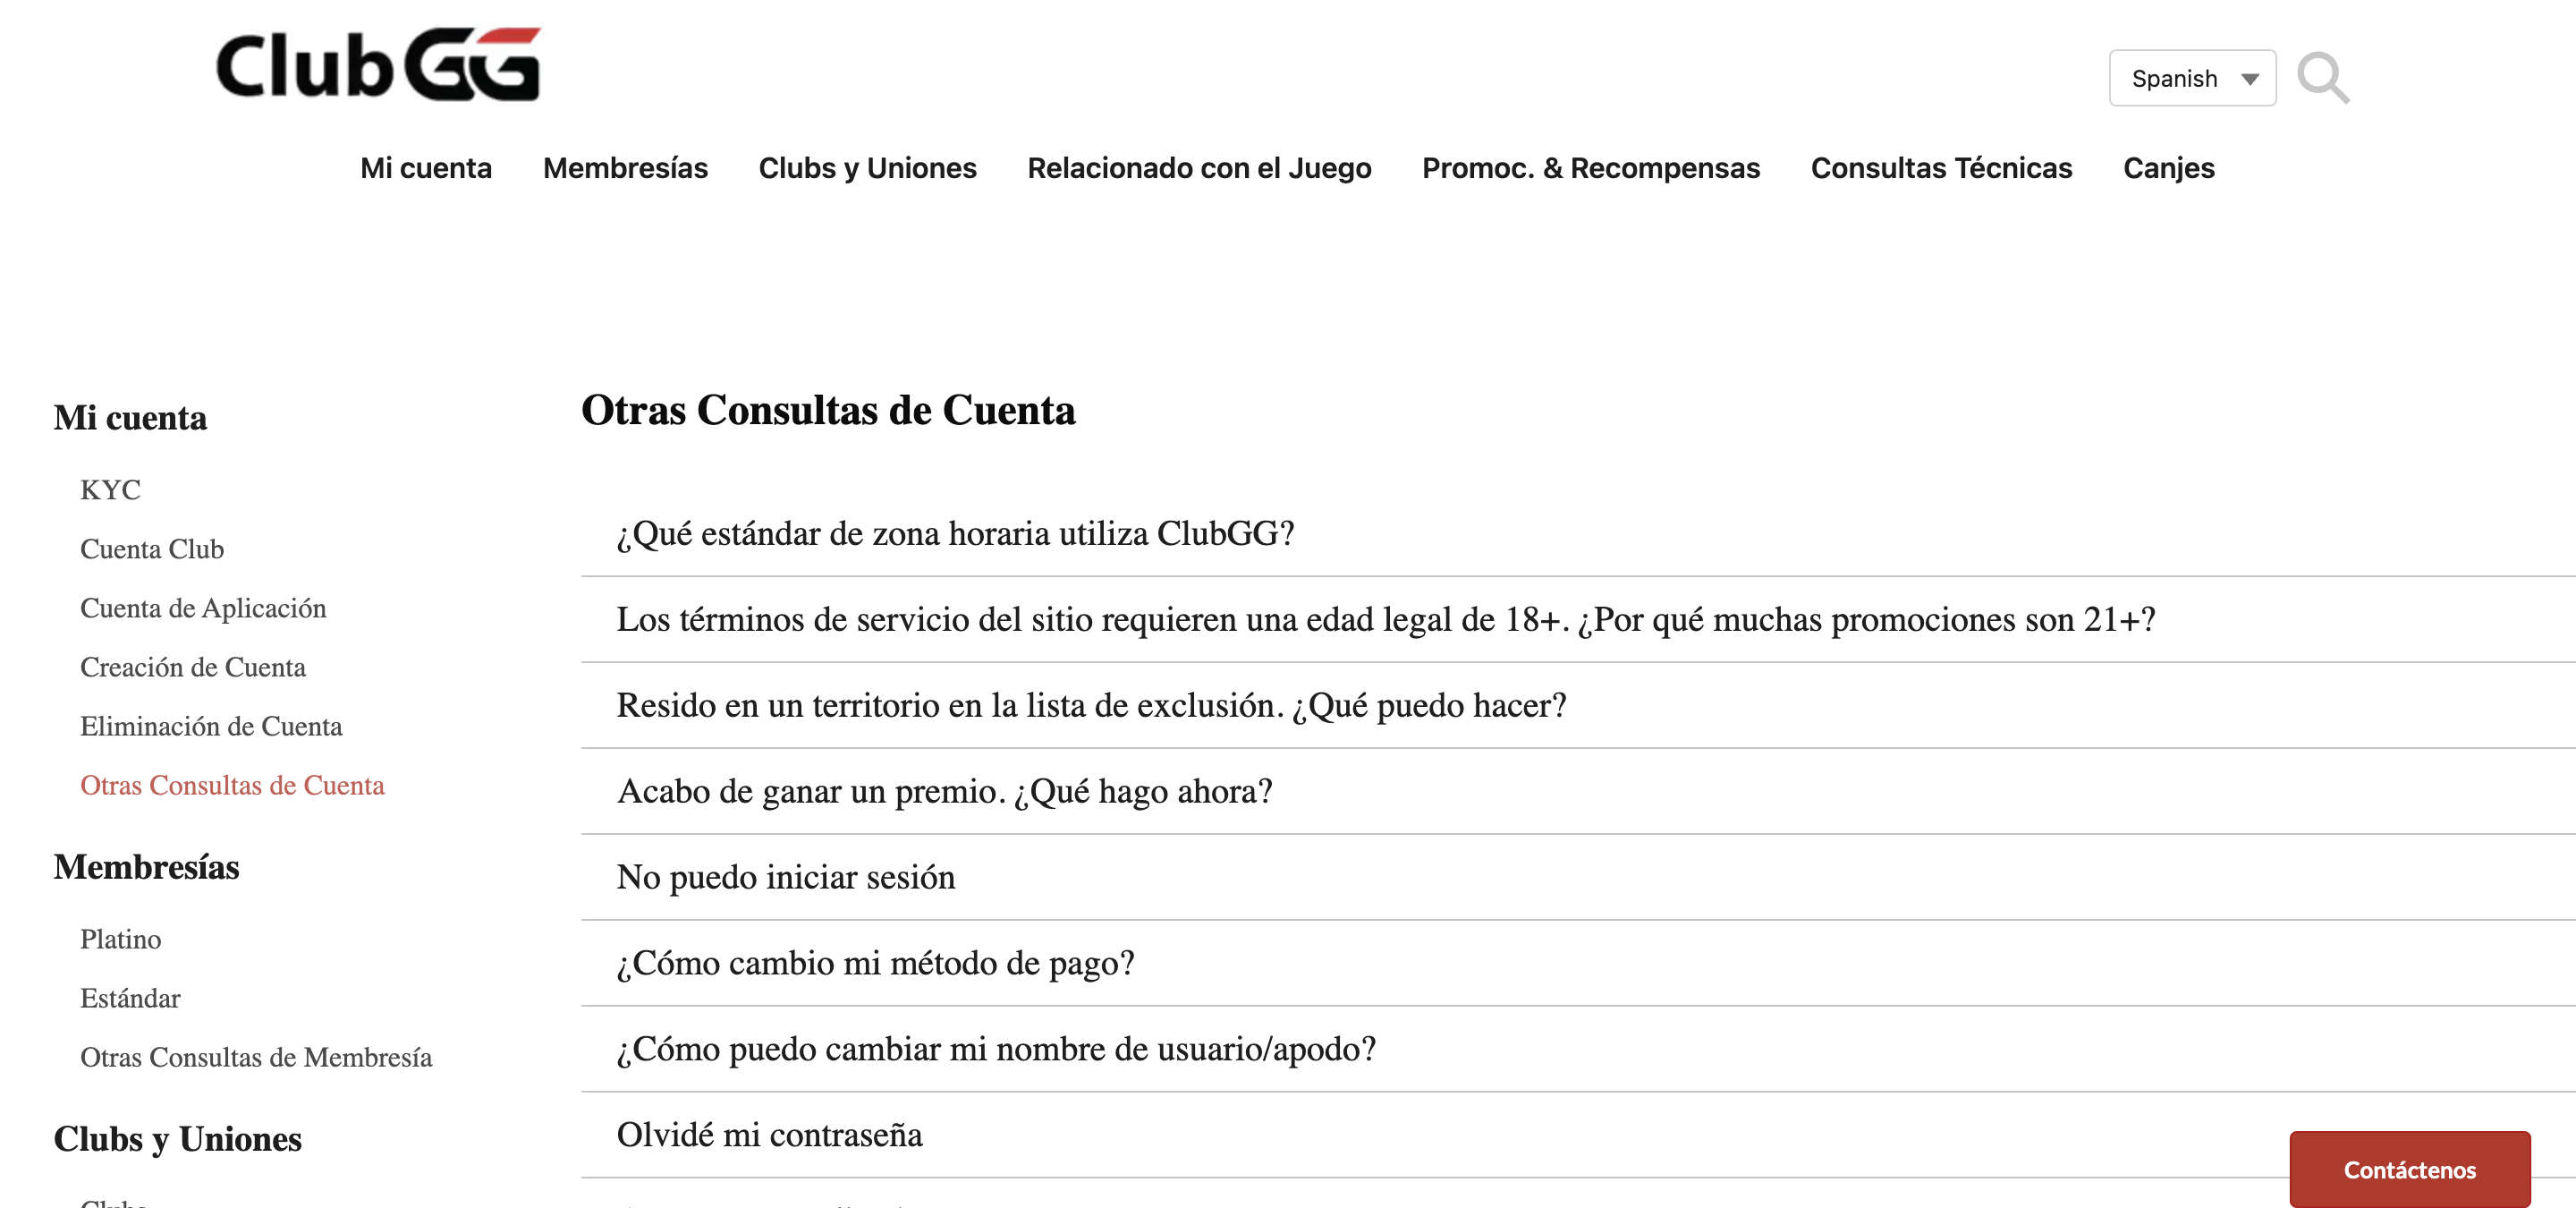 ClubGG
Spanish
Mi cuenta Membresías Clubs y Uniones Relacionado con el Juego Promoc. & Recompensas Consultas Técnicas Canjes
Mi cuenta
KYC
Cuenta Club
Cuenta de Aplicación
Creación de Cuenta
Eliminación de Cuenta
Otras Consultas de Cuenta
Membresías
Platino
Estándar
Otras Consultas de Membresía
Clubs y Uniones
Otras Consultas de Cuenta
¿Qué estándar de zona horaria utiliza ClubGG?
Los términos de servicio del sitio requieren una edad legal de 18+. ¿Por qué muchas promociones son 21+?
Resido en un territorio en la lista de exclusión. ¿Qué puedo hacer?
Acabo de ganar un premio. ¿Qué hago ahora?
No puedo iniciar sesión
¿Cómo cambio mi método de pago?
¿Cómo puedo cambiar mi nombre de usuario/apodo?
Olvidé mi contraseña
Contáctenos